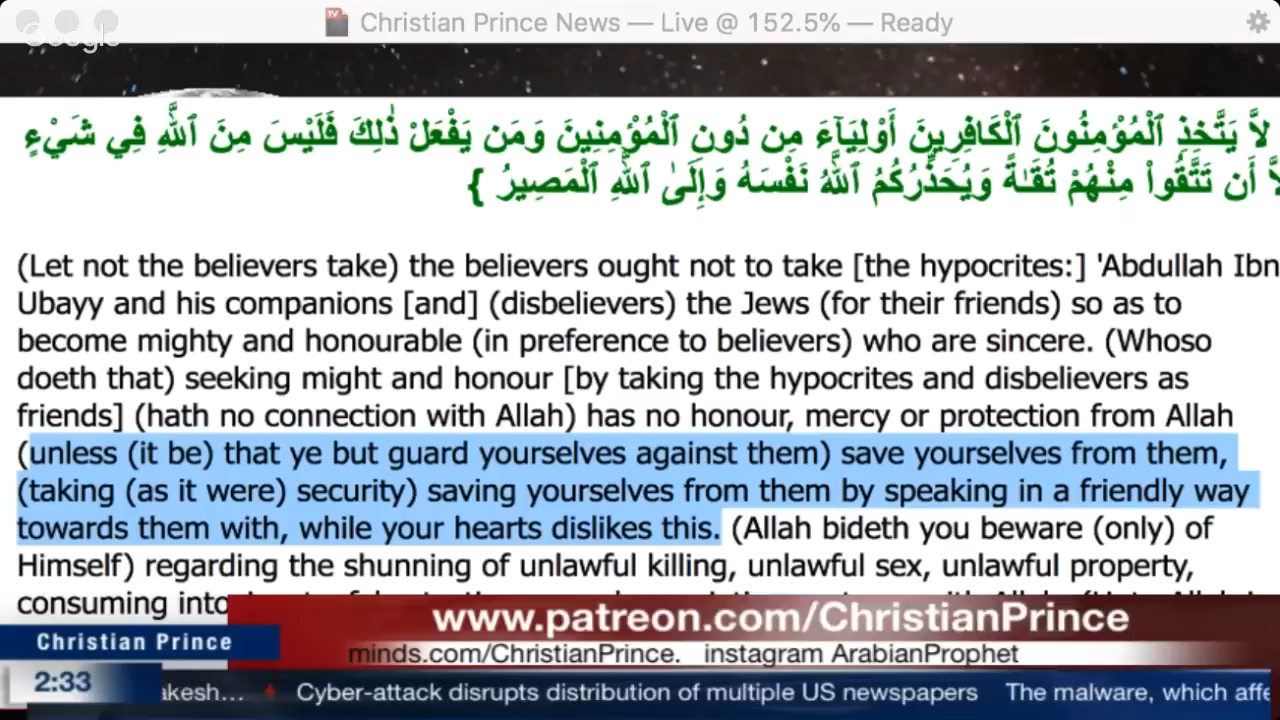 Christian Prince News — Live @ 152.5% — Ready
Google
لاَّ يَتَّخِذِ ٱلْمُؤْمِنُونَ ٱلْكَافِرِينَ أَوْلِيَآءَ مِن دُونِ ٱلْمُؤْمِنِينَ وَمَن يَفْعَلْ ذٰلِكَ فَلَيْسَ مِنَ ٱللَّهِ فِي شَيْءٍ
أَن تَتَّقُواْ مِنْهُمْ تُقَـٰةً وَيُحَذِّرُكُمُ ٱللَّهُ نَفْسَهُ وَإِلَىٰ ٱللَّهِ ٱلْمَصِيرُ }
(Let not the believers take) the believers ought not to take [the hypocrites:] 'Abdullah Ibn
Ubayy and his companions [and] (disbelievers) the Jews (for their friends) so as to
become mighty and honourable (in preference to believers) who are sincere. (Whoso
doeth that) seeking might and honour [by taking the hypocrites and disbelievers as
friends] (hath no connection with Allah) has no honour, mercy or protection from Allah
(unless (it be) that ye but guard yourselves against them) save yourselves from them,
(taking (as it were) security) saving yourselves from them by speaking in a friendly way
towards them with, while your hearts dislikes this. (Allah bideth you beware (only) of
Himself) regarding the shunning of unlawful killing, unlawful sex, unlawful property,
consuming
www.patreon.com/ChristianPrince
Christian Prince
minds.com/ChristianPrince. instagram ArabianProphet
2:33
akesh... Cyber-attack disrupts distribution of multiple US newspapers The malware, which affe